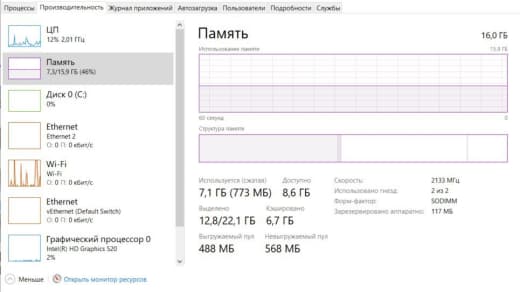 Процессы Производительность Журнал приложений Автозагрузка Пользователи Подробности Службы
ЦП
12% 2,01 ГГц
Память
7,3/15,9 ГБ (46%)
Диск 0 (C:)
0%
Ethernet
Ethernet 2
О: 0 П: 0 кбит/с
Wi-Fi
Wi-Fi
О: 0 П: 0 кбит/с
Ethernet
vEthernet (Default Switch)
О: 0 П: 0 кбит/с
Графический процессор 0
Intel(R) HD Graphics 520
2%
Память 16,0 ГБ
Использование памяти 15,9 ГБ
60 секунд 0
Структура памяти
Используется (сжатая) Доступно
7,1 ГБ (773 МБ) 8,6 ГБ
Выделено Кэшировано
12,8/22,1 ГБ 6,7 ГБ
Выгружаемый пул Невыгружаемый пул
488 МБ 568 МБ
Скорость: 2133 МГц
Использовано гнезд: 2 из 2
Форм-фактор: SODIMM
Зарезервировано аппаратно: 117 МБ
Меньше Открыть монитор ресурсов